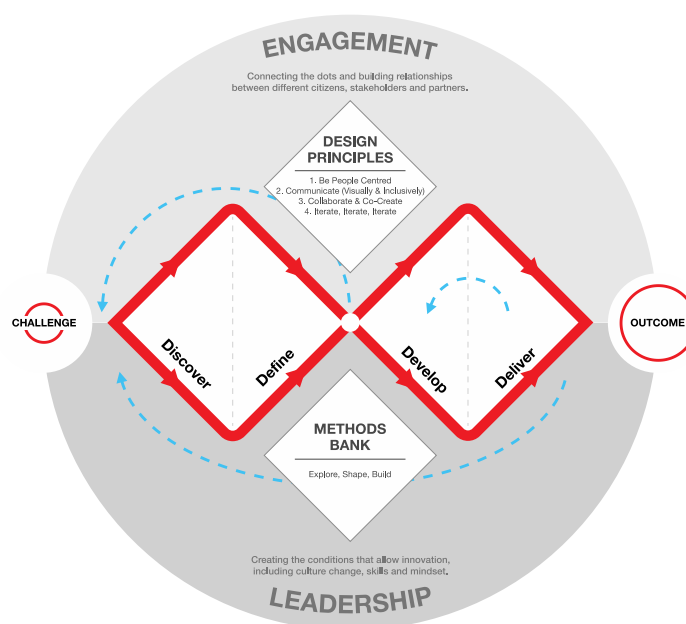 ENGAGEMENT
Connecting the dots and building relationships
between different citizens, stakeholders and partners.
DESIGN
PRINCIPLES
1. Be People Centred
2. Communicate (Visually & Inclusively)
3. Collaborate & Co-Create
4. Iterate, Iterate, Iterate
CHALLENGE
OUTCOME
Discover
Define
Develop
Deliver
METHODS
BANK
Explore, Shape, Build
Creating the conditions that allow innovation,
including culture change, skills and mindset.
LEADERSHIP